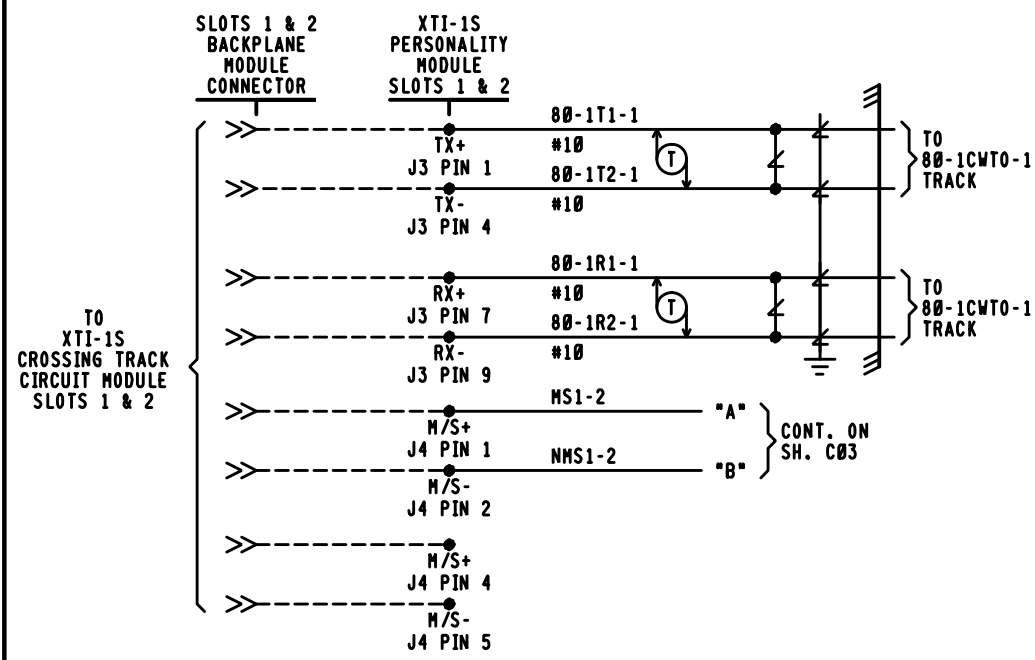 SLOTS 1 & 2
BACKPLANE
MODULE
CONNECTOR
XTI-1S
PERSONALITY
MODULE
SLOTS 1 & 2
80-1T1-1
TX+
#10
J3 PIN 1
T
TO
80-1CWTO-1
TRACK
80-1T2-1
TX-
#10
J3 PIN 4
80-1R1-1
RX+
#10
J3 PIN 7
T
TO
80-1CWTO-1
TRACK
80-1R2-1
RX-
#10
J3 PIN 9
TO
XTI-1S
CROSSING TRACK
CIRCUIT MODULE
SLOTS 1 & 2
MS1-2
"A"
M/S+
J4 PIN 1
CONT. ON
SH. C03
NMS1-2
"B"
M/S-
J4 PIN 2
M/S+
J4 PIN 4
M/S-
J4 PIN 5